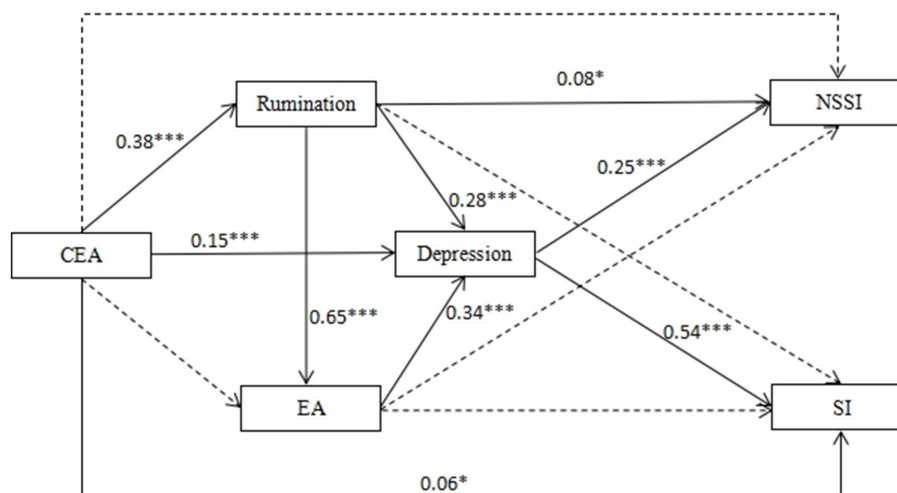 0.08*
Rumination
NSSI
0.38***
0.25***
0.28***
0.15***
CEA
Depression
0.65***
0.34***
0.54***
EA
SI
0.06*